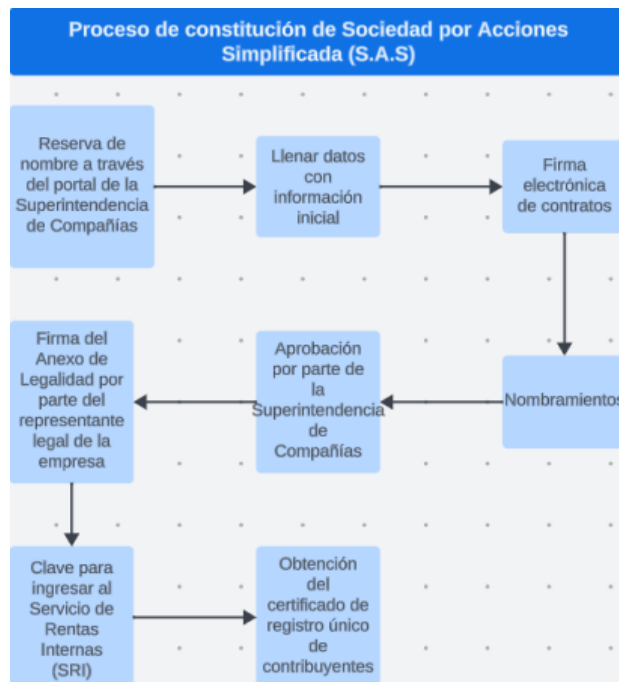 Proceso de constitución de Sociedad por Acciones
Simplificada (S.A.S)
Reserva de
nombre a través
del portal de la
Superintendencia
de Compañías
Llenar datos
con
información
inicial
Firma
electrónica
de contratos
Nombramientos
Aprobación
por parte de
la
Superintendencia
de
Compañías
Firma del
Anexo de
Legalidad por
parte del
representante
legal de la
empresa
Clave para
ingresar al
Servicio de
Rentas
Internas
(SRI)
Obtención
del
certificado de
registro único
de
contribuyentes